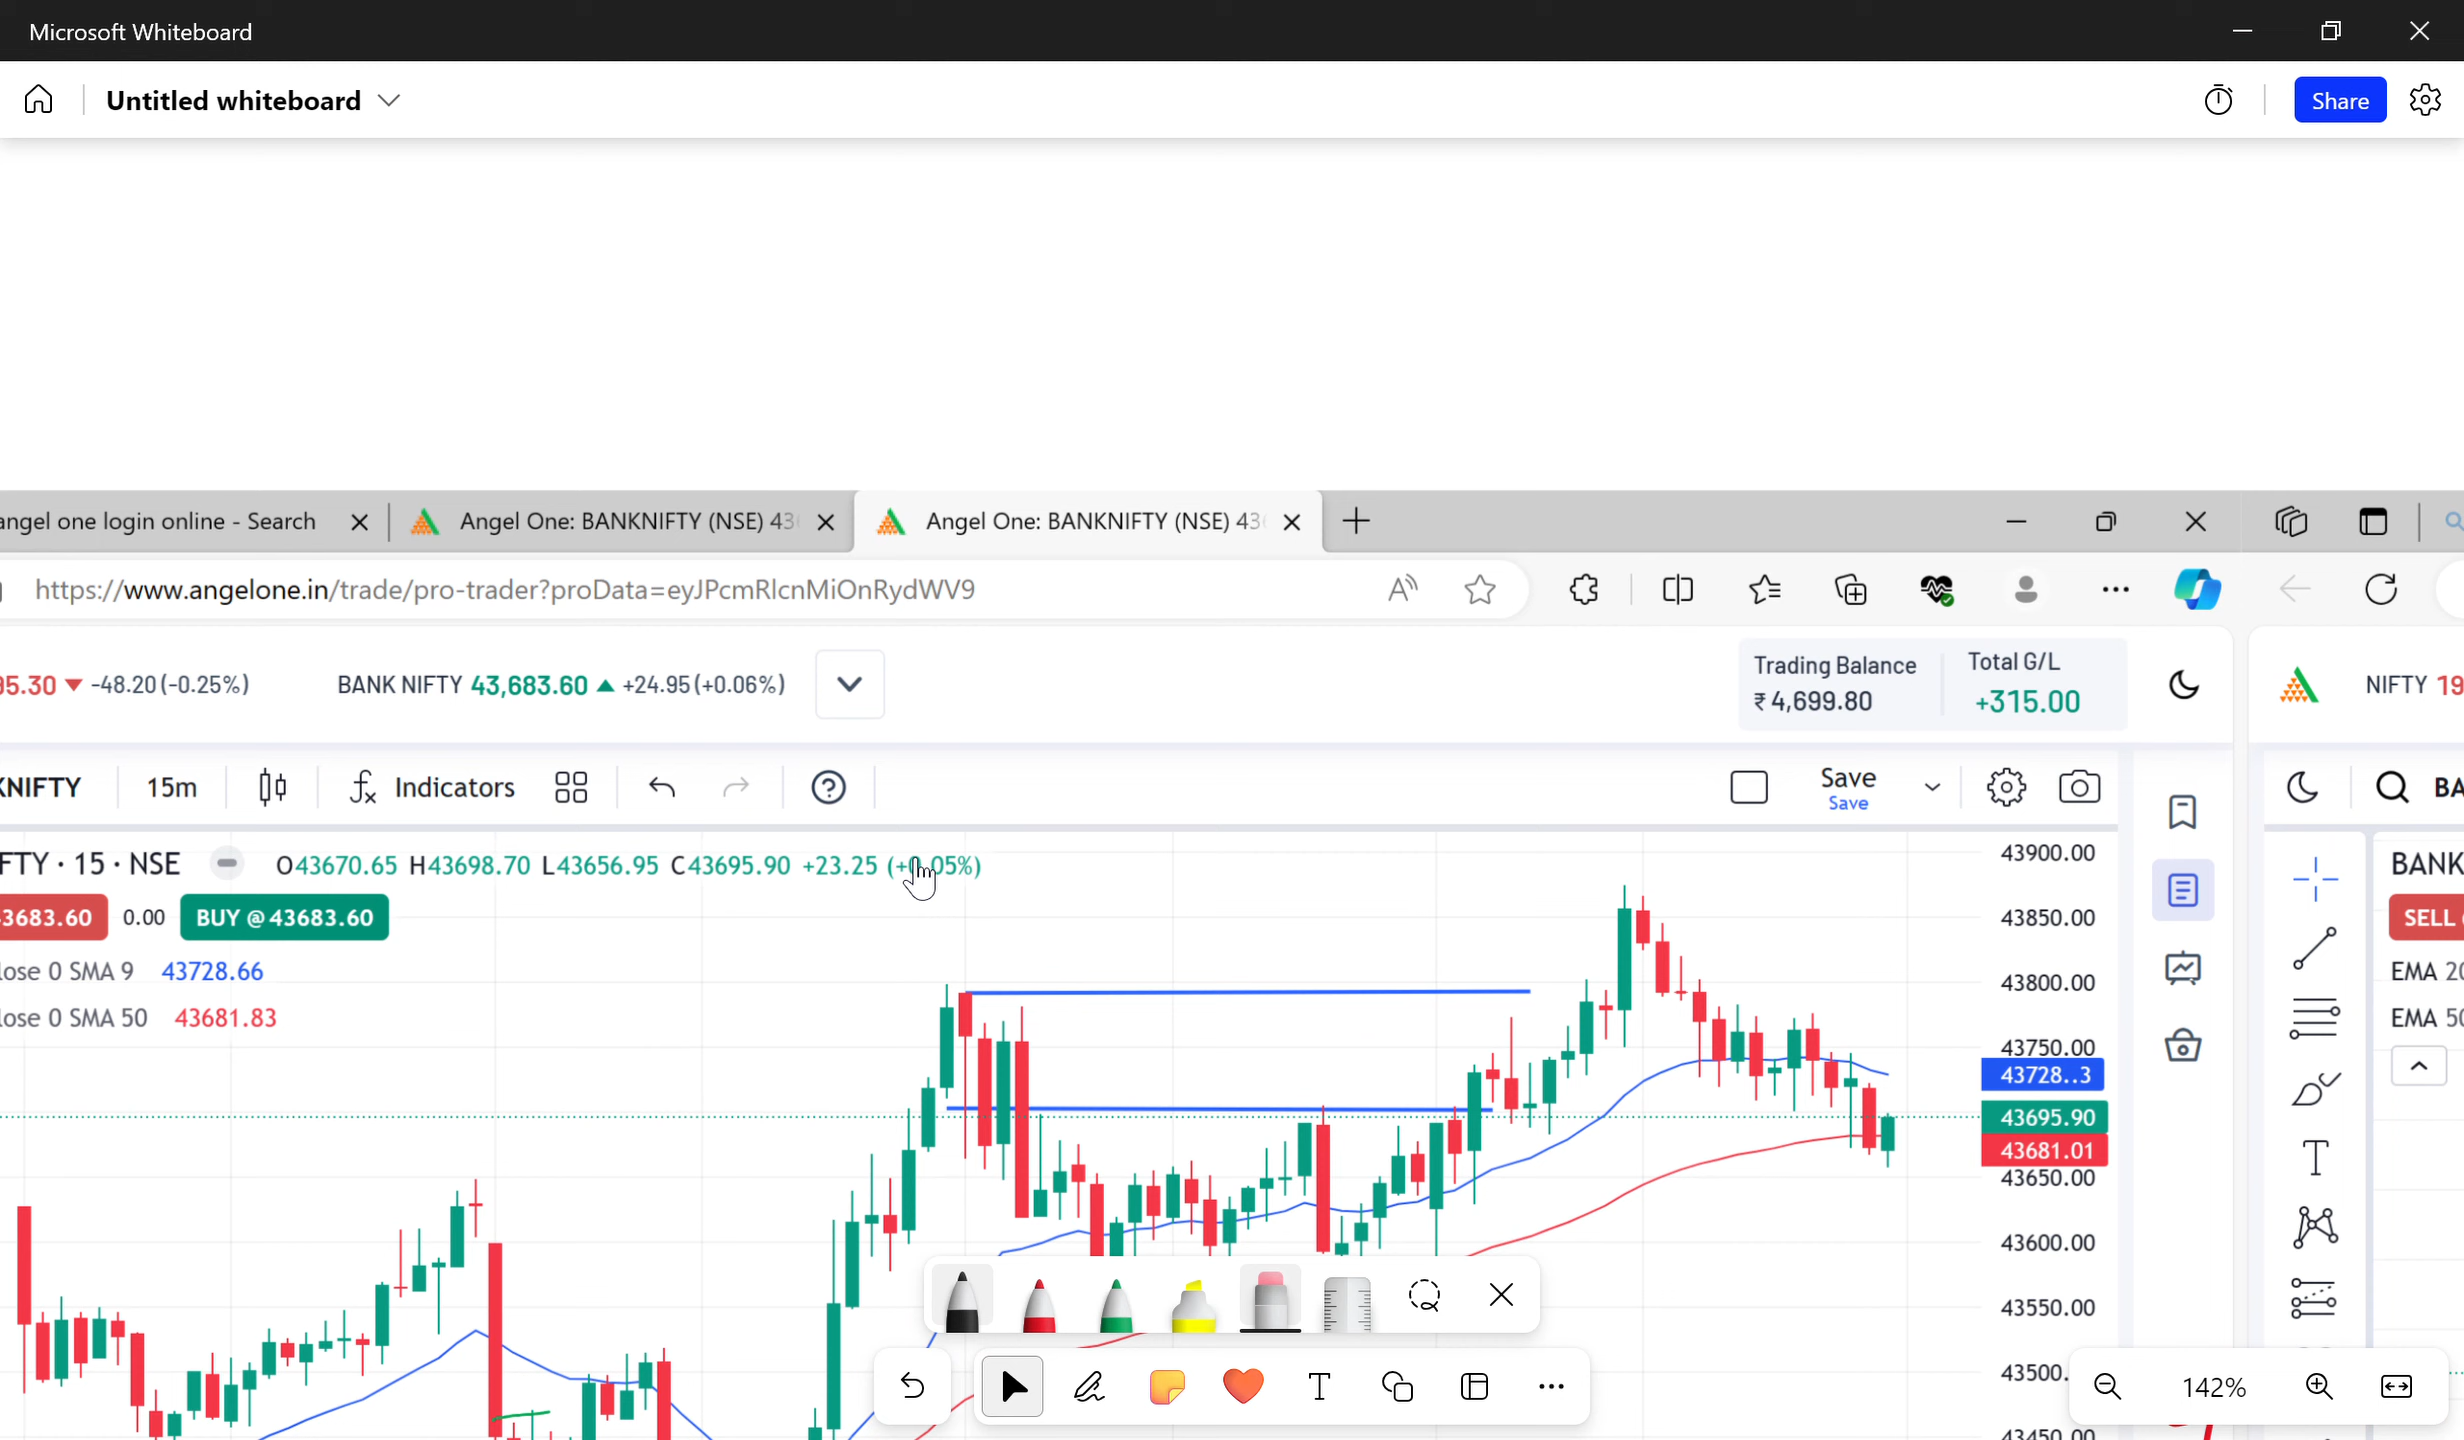 Microsoft Whiteboard
Untitled whiteboard
Share
angel one login online - Search
Angel One: BANKNIFTY (NSE) 43
Angel One: BANKNIFTY (NSE) 43
https://www.angelone.in/trade/pro-trader?proData=eyJPcmRlcnMiOnRydWV9
95.30 -48.20 (-0.25%)
BANK NIFTY 43,683.60 +24.95 (+0.06%)
Trading Balance
₹ 4,699.80
Total G/L
+315.00
NIFTY 19
KNIFTY
15m
Indicators
Save
Save
BA
FTY · 15 · NSE
O43670.65 H43698.70 L43656.95 C43695.90 +23.25 (+0.05%)
3683.60
0.00
BUY @ 43683.60
lose 0 SMA 9 43728.66
lose 0 SMA 50 43681.83
43900.00
43850.00
43800.00
43750.00
43728..3
43695.90
43681.01
43650.00
43600.00
43550.00
43500.
43450.00
BANK
SELL
EMA 20
EMA 50
142%